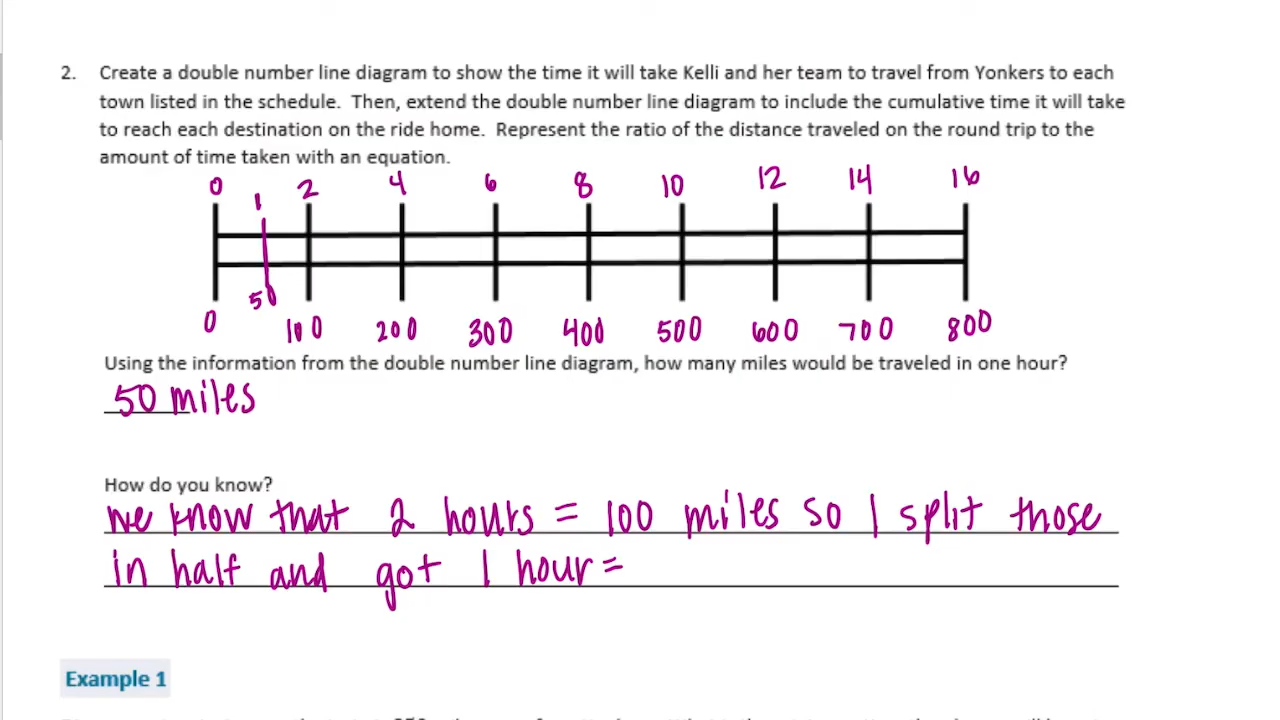 2. Create a double number line diagram to show the time it will take Kelli and her team to travel from Yonkers to each
town listed in the schedule. Then, extend the double number line diagram to include the cumulative time it will take
to reach each destination on the ride home. Represent the ratio of the distance traveled on the round trip to the
amount of time taken with an equation.
0 1 2 4 6 8 10 12 14 16
0 50 100 200 300 400 500 600 700 800
Using the information from the double number line diagram, how many miles would be traveled in one hour?
50 miles
How do you know?
we know that 2 hours = 100 miles so I split those
in half and got 1 hour =
Example 1